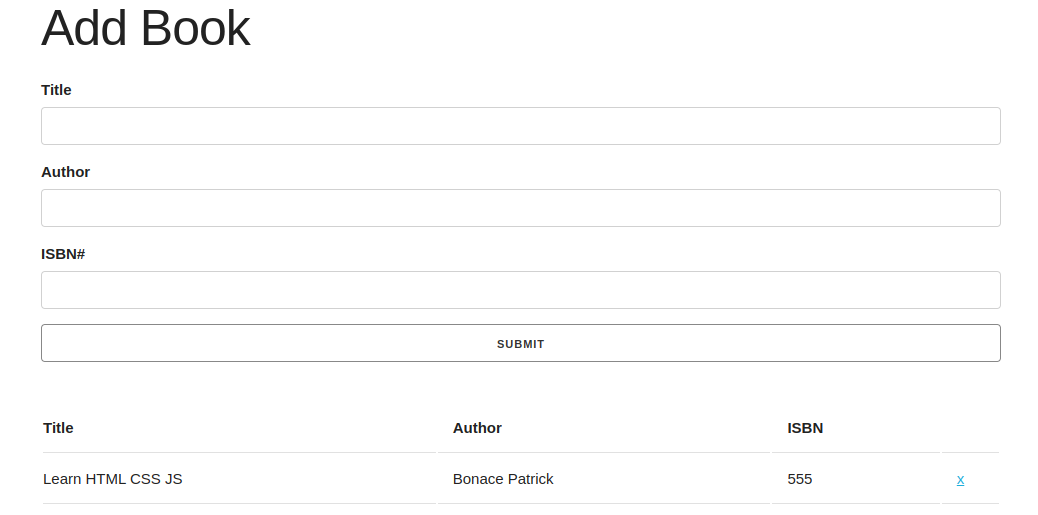 Add Book
Title
Author
ISBN#
SUBMIT
Title Author ISBN
Learn HTML CSS JS Bonace Patrick 555 x